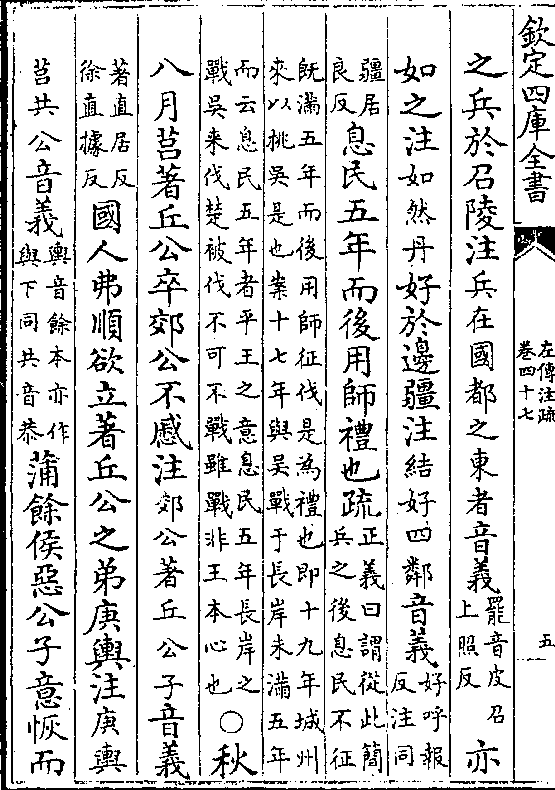 欽定四庫全書
左傳注疏
卷四十七
五
之兵於召陵注兵在國都之東者音義罷音皮召上照反亦
如之注如然丹好於邊疆注結好四鄰音義好呼報反注同
疆居良反息民五年而後用師禮也疏正義曰謂從此簡兵之後息民不征
既滿五年而後用師征伐是為禮也即十九年城州
來以桃吳是也案十七年與吳戰于長岸未滿五年
而云息民五年者平王之意息民五年長岸之
戰吳来伐楚被伐不可不戰雖戰非王本心也〇秋
八月莒著丘公卒郊公不慼注郊公著丘公子音義
著直居反徐直據反國人弗順欲立著丘公之弟庚輿注庚輿
莒共公音義輿音餘本亦作與下同共音恭蒲餘侯惡公子意恢而